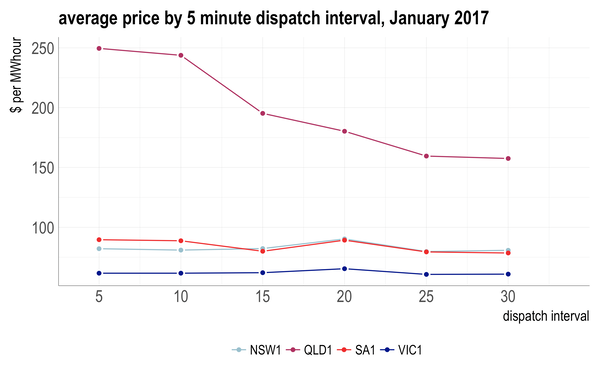 average price by 5 minute dispatch interval, January 2017
$ per MWhour
250
200
150
100
5 10 15 20 25 30
dispatch interval
NSW1 QLD1 SA1 VIC1